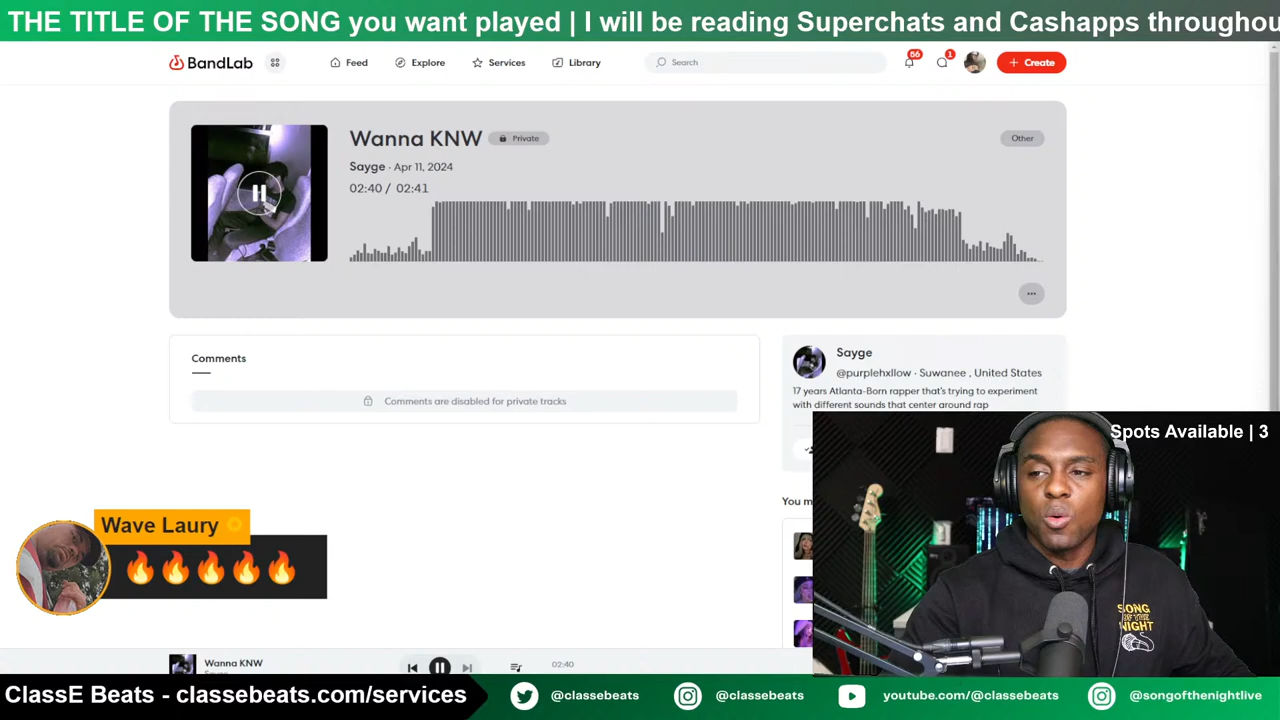 THE TITLE OF THE SONG you want played | I will be reading Superchats and Cashapps
BandLab
Feed
Explore
Services
Library
Search
56
1
+ Create
Wanna KNW
Private
Other
Sayge · Apr 11, 2024
02:40 / 02:41
Comments
Comments are disabled for private tracks
Sayge
@purplehxllow · Suwanee , United States
17 years Atlanta-Born rapper that's trying to experiment
with different sounds that center around rap
Spots Available | 3
You
Wave Laury
SONG
OF THE
NIGHT
Wanna KNW
02:40
ClassE Beats - classebeats.com/services
@classebeats
@classebeats
youtube.com/@classebeats
@songofthenightlive